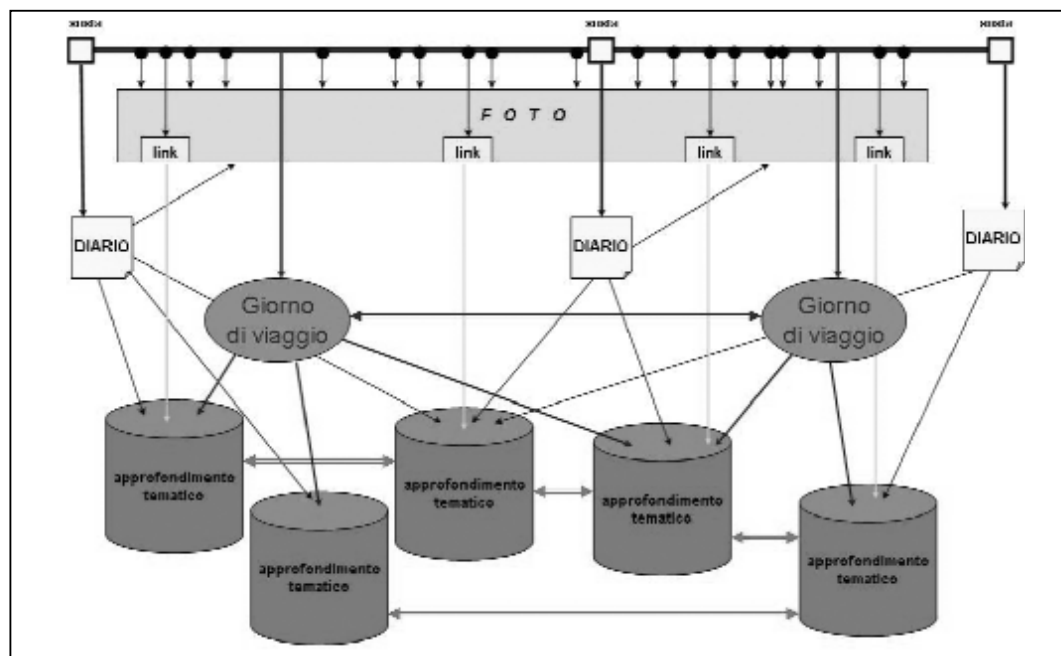 F O T O
link
link
link
link
DIARIO
DIARIO
DIARIO
Giorno
di viaggio
Giorno
di viaggio
approfondimento
tematico
approfondimento
tematico
approfondimento
tematico
approfondimento
tematico
approfondimento
tematico